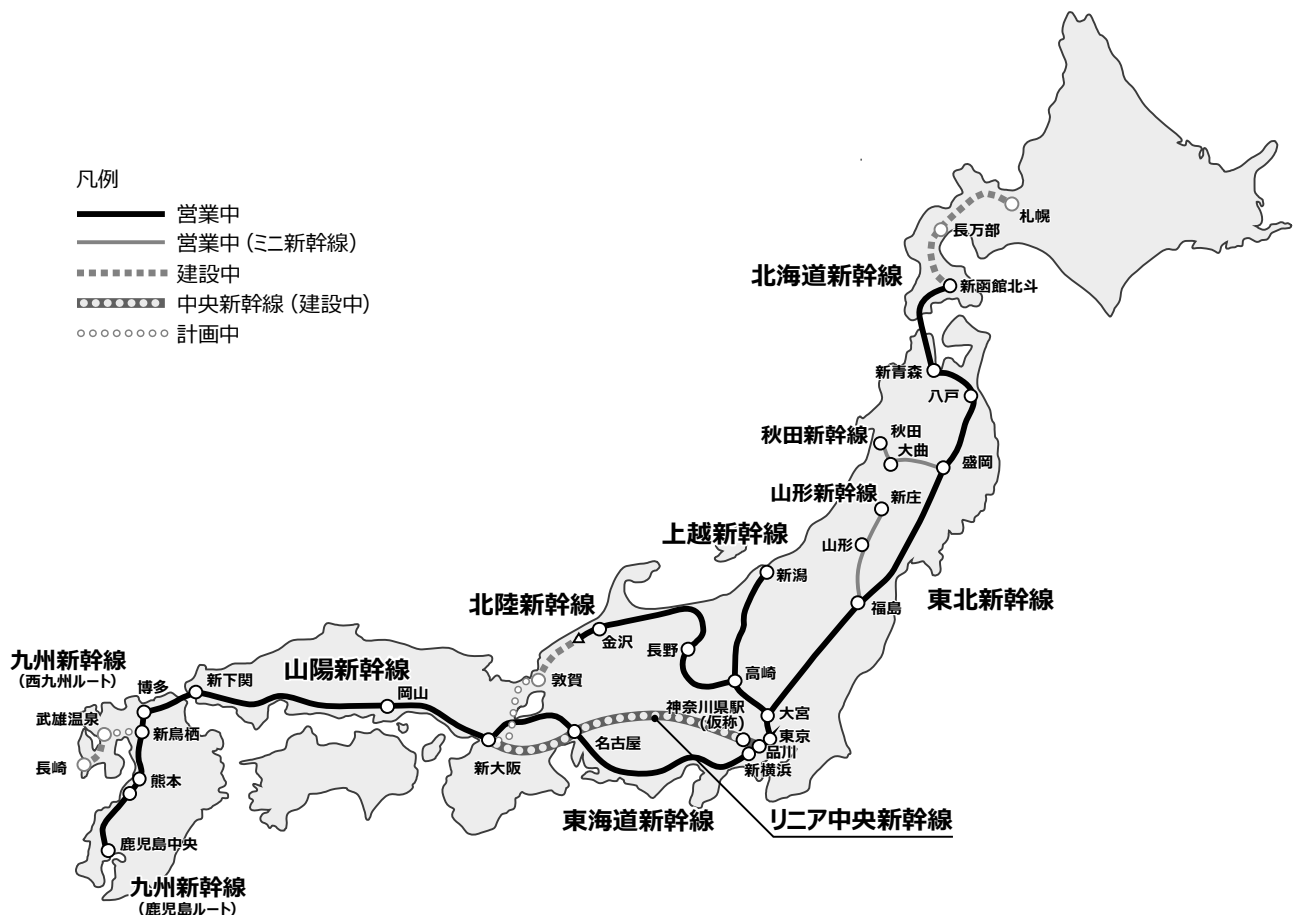 凡例
営業中
営業中（ミニ新幹線）
建設中
中央新幹線（建設中）
計画中
札幌
長万部
北海道新幹線
新函館北斗
新青森
八戸
秋田新幹線
秋田
大曲
盛岡
山形新幹線
新庄
上越新幹線
山形
新潟
東北新幹線
福島
北陸新幹線
金沢
長野
九州新幹線
（西九州ルート）
山陽新幹線
敦賀
高崎
博多
新下関
岡山
神奈川県駅
（仮称）
大宮
武雄温泉
新鳥栖
名古屋
東京
品川
長崎
新大阪
新横浜
熊本
東海道新幹線
リニア中央新幹線
鹿児島中央
九州新幹線
（鹿児島ルート）